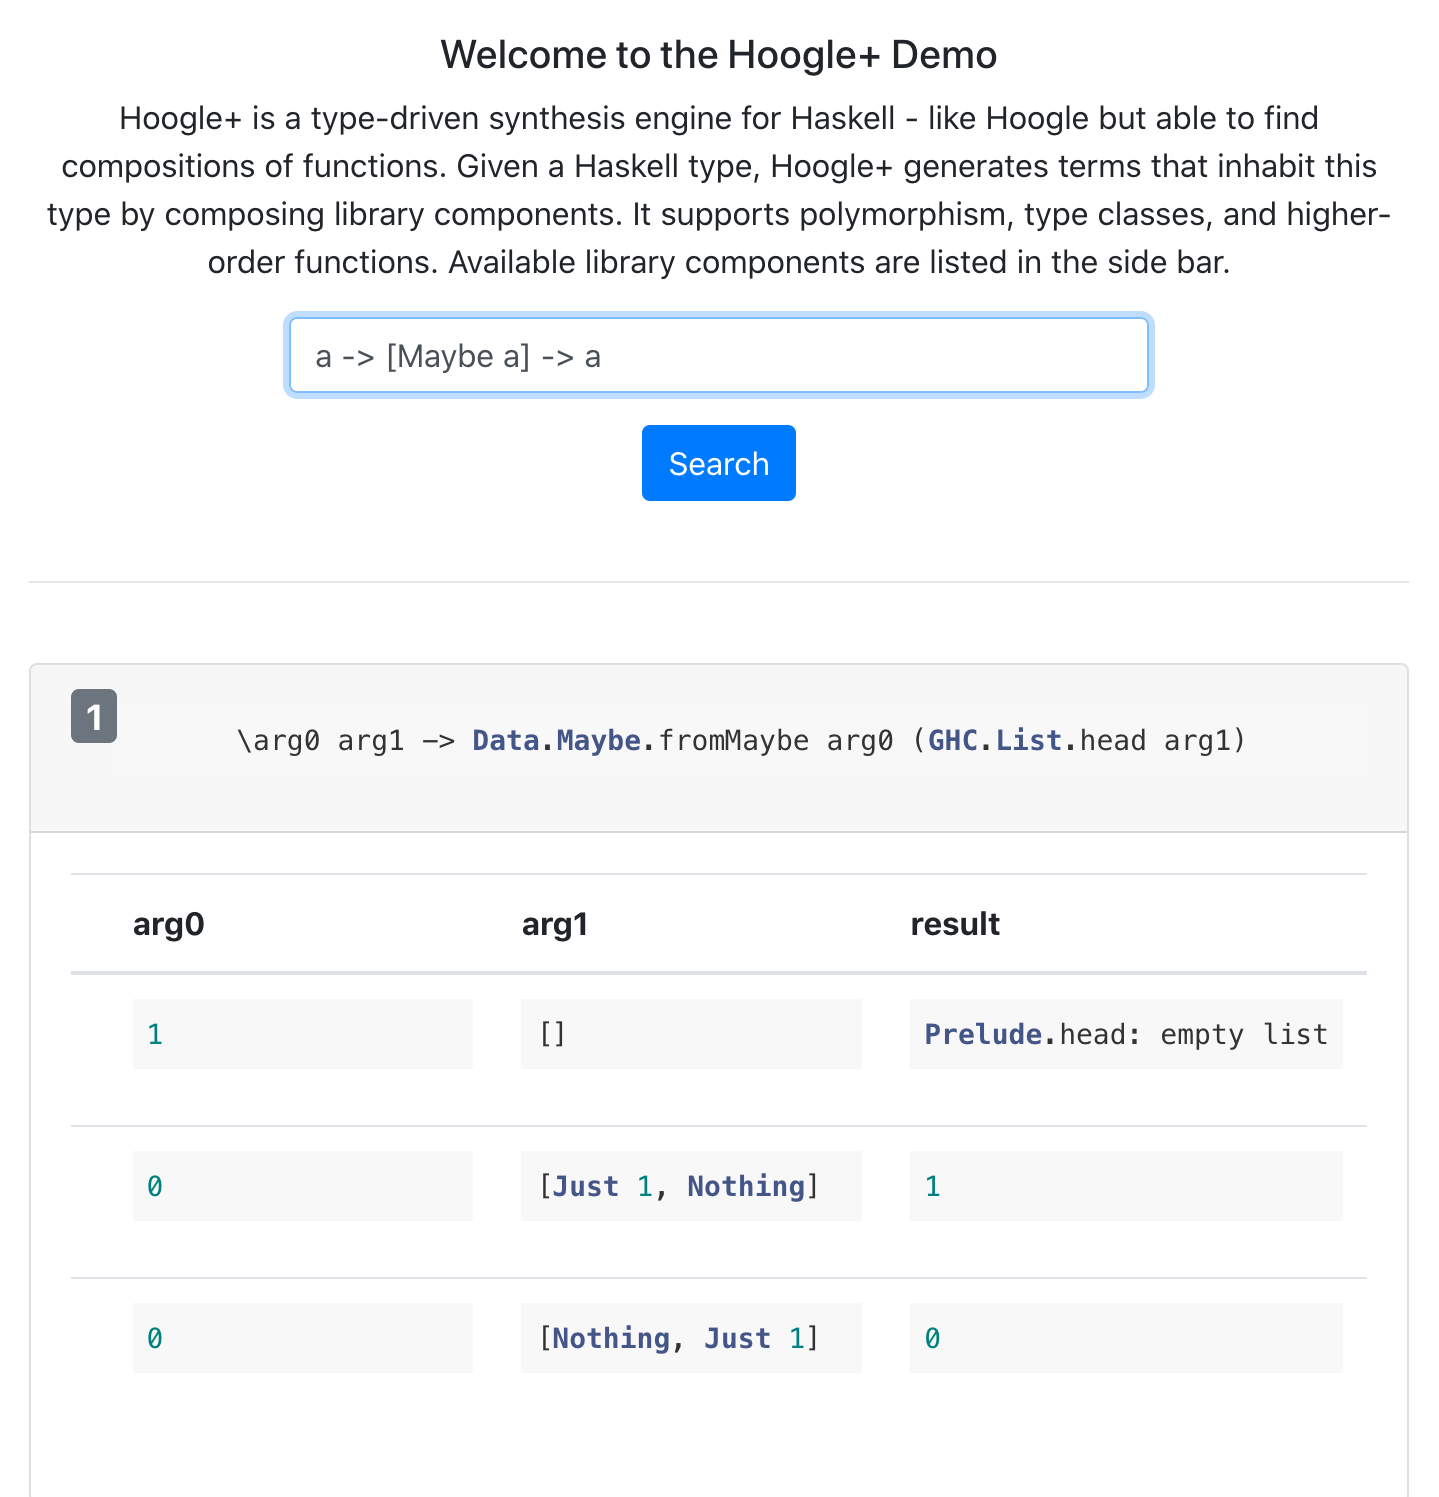 Welcome to the Hoogle+ Demo
Hoogle+ is a type-driven synthesis engine for Haskell - like Hoogle but able to find
compositions of functions. Given a Haskell type, Hoogle+ generates terms that inhabit this
type by composing library components. It supports polymorphism, type classes, and higher-
order functions. Available library components are listed in the side bar.
a -> [Maybe a] -> a
Search
1
\arg0 arg1 -> Data.Maybe.fromMaybe arg0 (GHC.List.head arg1)
arg0 arg1 result
1 [] Prelude.head: empty list
0 [Just 1, Nothing] 1
0 [Nothing, Just 1] 0